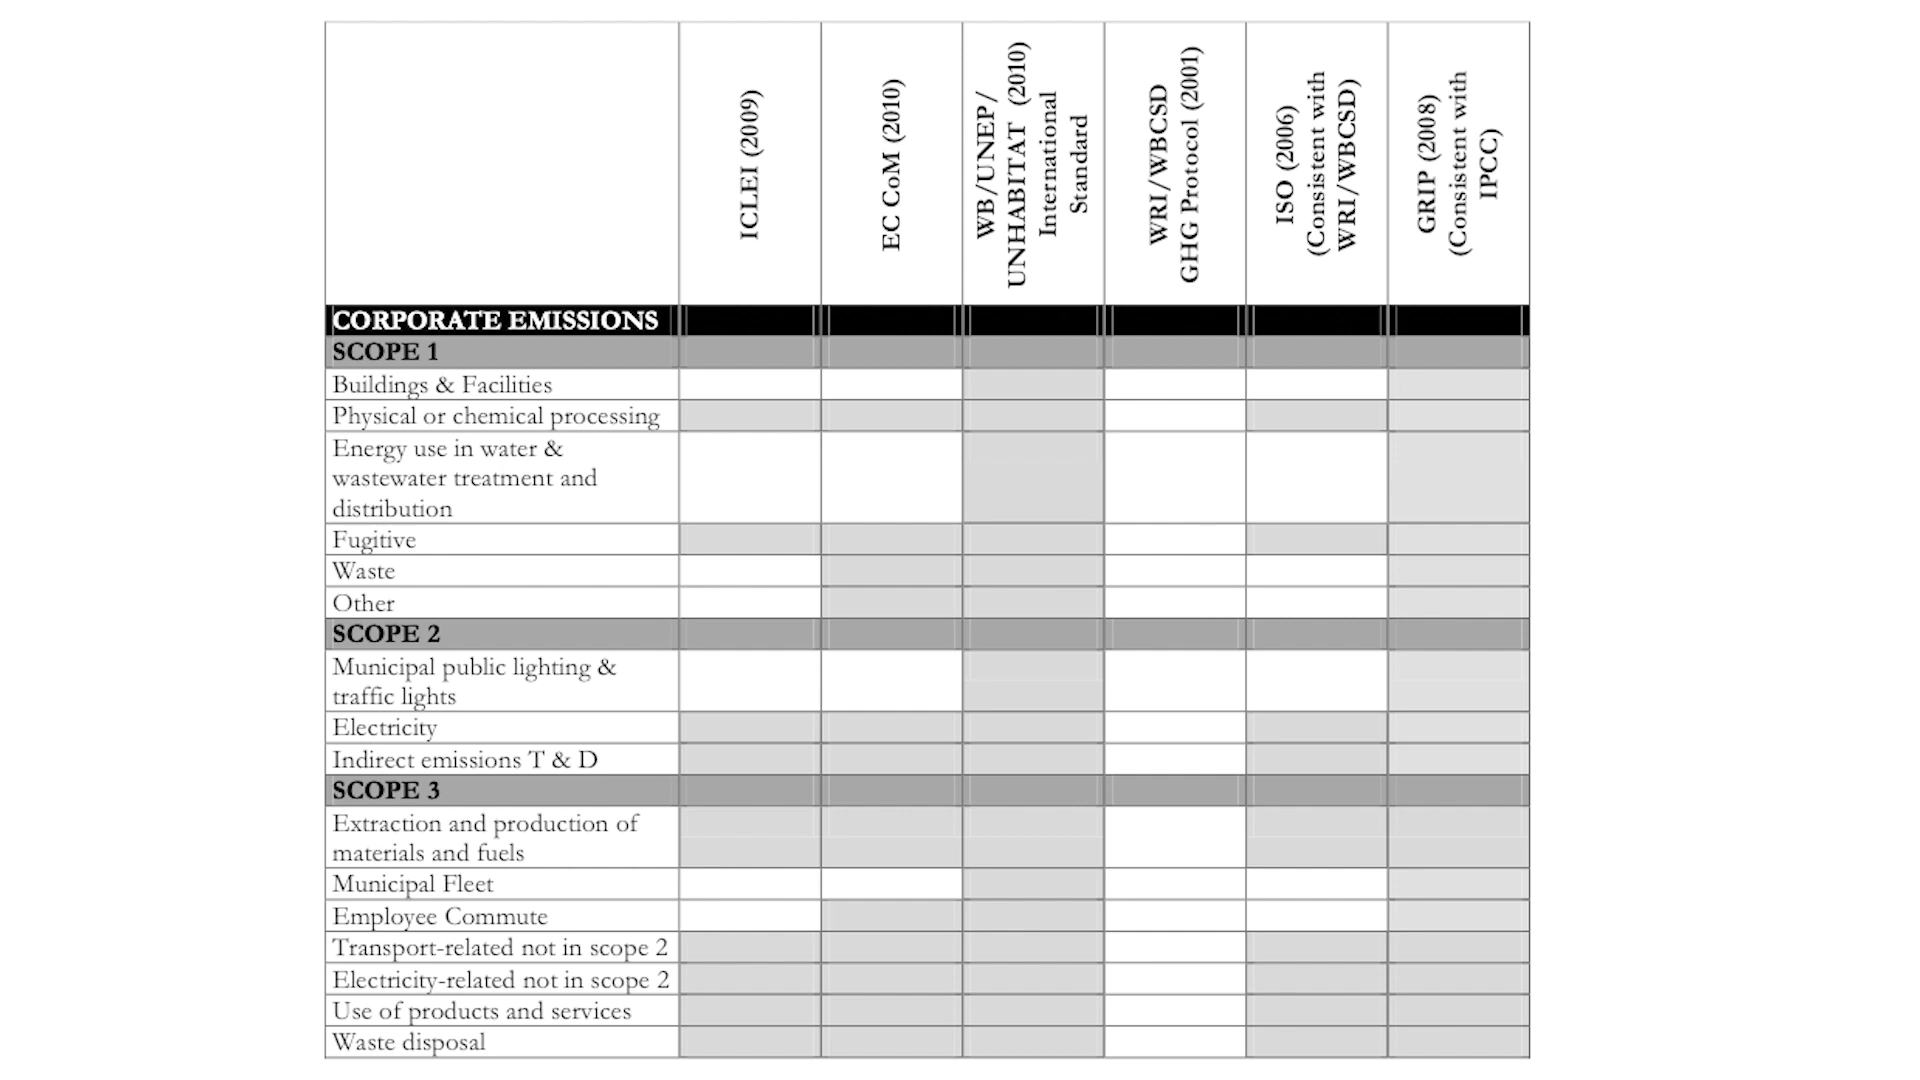 ICLEI (2009)
EC CoM (2010)
WB/UNEP/
UNHABITAT (2010)
International
Standard
WRI/WBCSD
GHG Protocol (2001)
ISO (2006)
(Consistent with
WRI/WBCSD)
GRIP (2008)
(Consistent with
IPCC)
CORPORATE EMISSIONS
SCOPE 1
Buildings & Facilities
Physical or chemical processing
Energy use in water &
wastewater treatment and
distribution
Fugitive
Waste
Other
SCOPE 2
Municipal public lighting &
traffic lights
Electricity
Indirect emissions T & D
SCOPE 3
Extraction and production of
materials and fuels
Municipal Fleet
Employee Commute
Transport-related not in scope 2
Electricity-related not in scope 2
Use of products and services
Waste disposal